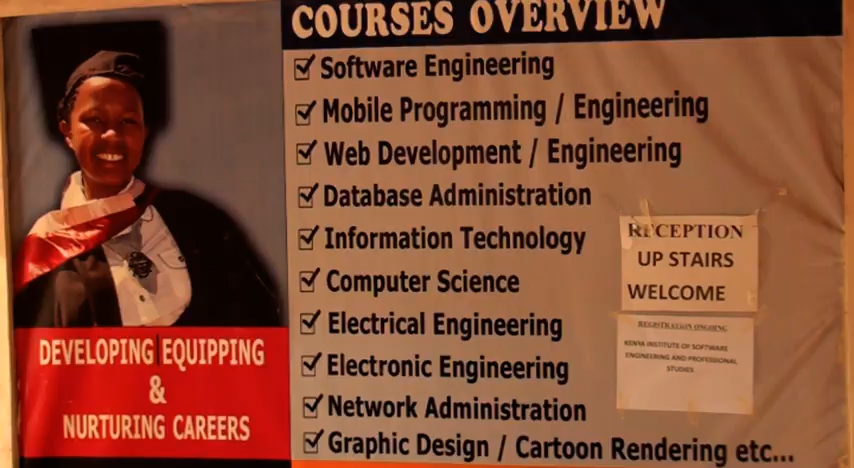 COURSES OVERVIEW
Software Engineering
Mobile Programming / Engineering
Web Development / Engineering
Database Administration
Information Technology
Computer Science
Electrical Engineering
Electronic Engineering
Network Administration
Graphic Design / Cartoon Rendering etc...
DEVELOPING|EQUIPPING
&
NURTURING CAREERS
RECEPTION
UP STAIRS
WELCOME
REGISTRATION ONGOING
KENYA INSTITUTE OF SOFTWARE
ENGINEERING AND PROFESSIONAL
STUDIES